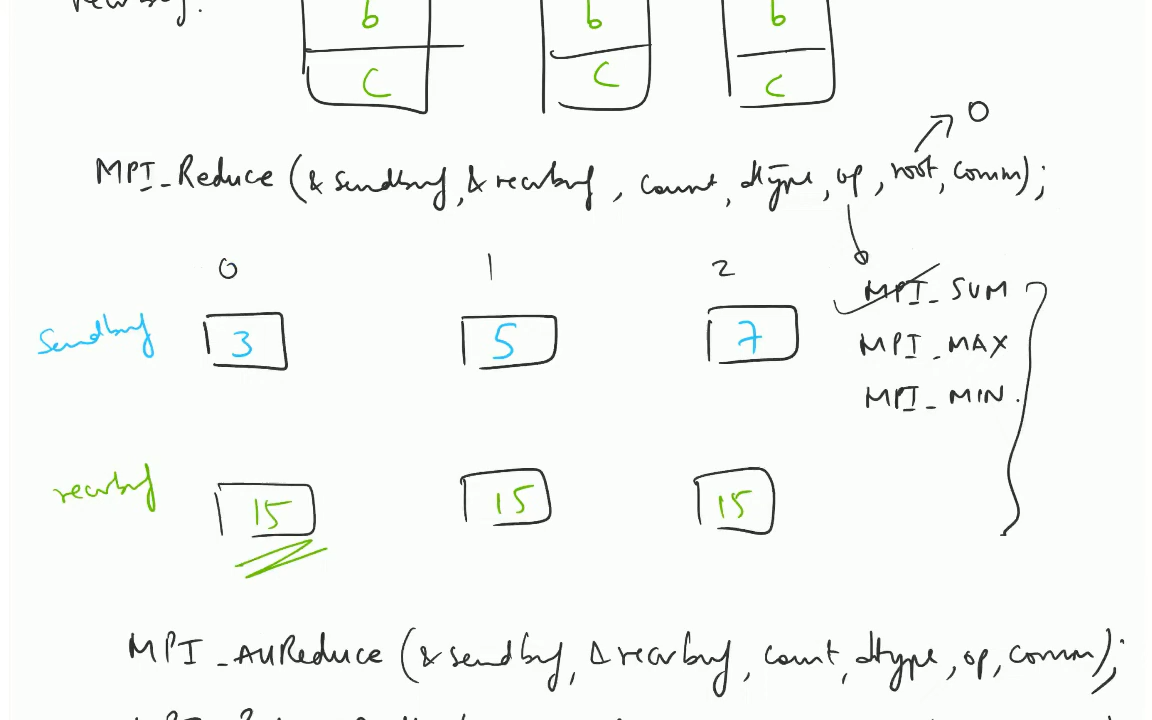 recvbuf:
b b b
c c c
0
MPI_Reduce (& sendbuf, & recvbuf, count, dtype, op, root, comm);
0 1 2
MPI_SUM
sendbuf 3 5 7
MPI_MAX
MPI_MIN.
recvbuf 15 15 15
MPI_AllReduce (& sendbuf, & recvbuf, count, dtype, op, comm);